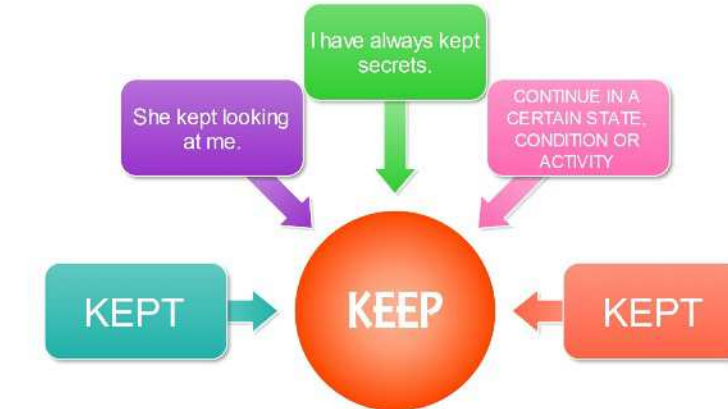 I have always kept
secrets.
She kept looking
at me.
CONTINUE IN A
CERTAIN STATE,
CONDITION OR
ACTIVITY
KEPT
KEEP
KEPT